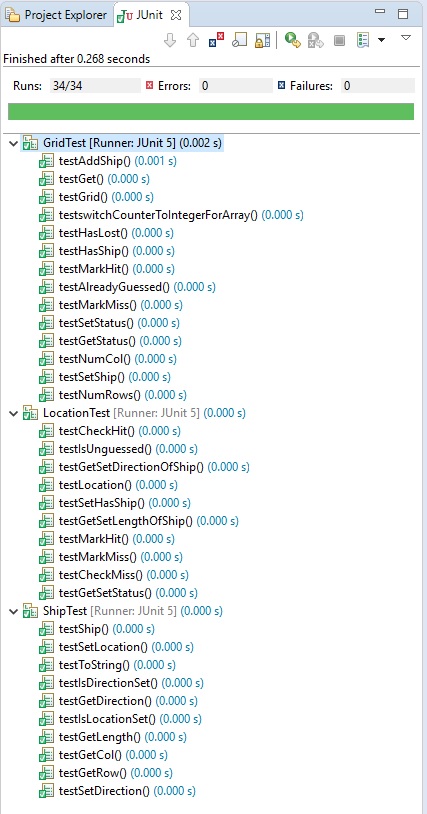 Project Explorer JUnit
Finished after 0.268 seconds
Runs: 34/34 Errors: 0 Failures: 0
GridTest [Runner: JUnit 5] (0.002 s)
testAddShip() (0.001 s)
testGet() (0.000 s)
testGrid() (0.000 s)
testswitchCounterToIntegerForArray() (0.000 s)
testHasLost() (0.000 s)
testHasShip() (0.000 s)
testMarkHit() (0.000 s)
testAlreadyGuessed() (0.000 s)
testMarkMiss() (0.000 s)
testSetStatus() (0.000 s)
testGetStatus() (0.000 s)
testNumCol() (0.000 s)
testSetShip() (0.000 s)
testNumRows() (0.000 s)
LocationTest [Runner: JUnit 5] (0.000 s)
testCheckHit() (0.000 s)
testIsUnguessed() (0.000 s)
testGetSetDirectionOfShip() (0.000 s)
testLocation() (0.000 s)
testSetHasShip() (0.000 s)
testGetSetLengthOfShip() (0.000 s)
testMarkHit() (0.000 s)
testMarkMiss() (0.000 s)
testCheckMiss() (0.000 s)
testGetSetStatus() (0.000 s)
ShipTest [Runner: JUnit 5] (0.000 s)
testShip() (0.000 s)
testSetLocation() (0.000 s)
testToString() (0.000 s)
testIsDirectionSet() (0.000 s)
testGetDirection() (0.000 s)
testIsLocationSet() (0.000 s)
testGetLength() (0.000 s)
testGetCol() (0.000 s)
testGetRow() (0.000 s)
testSetDirection() (0.000 s)